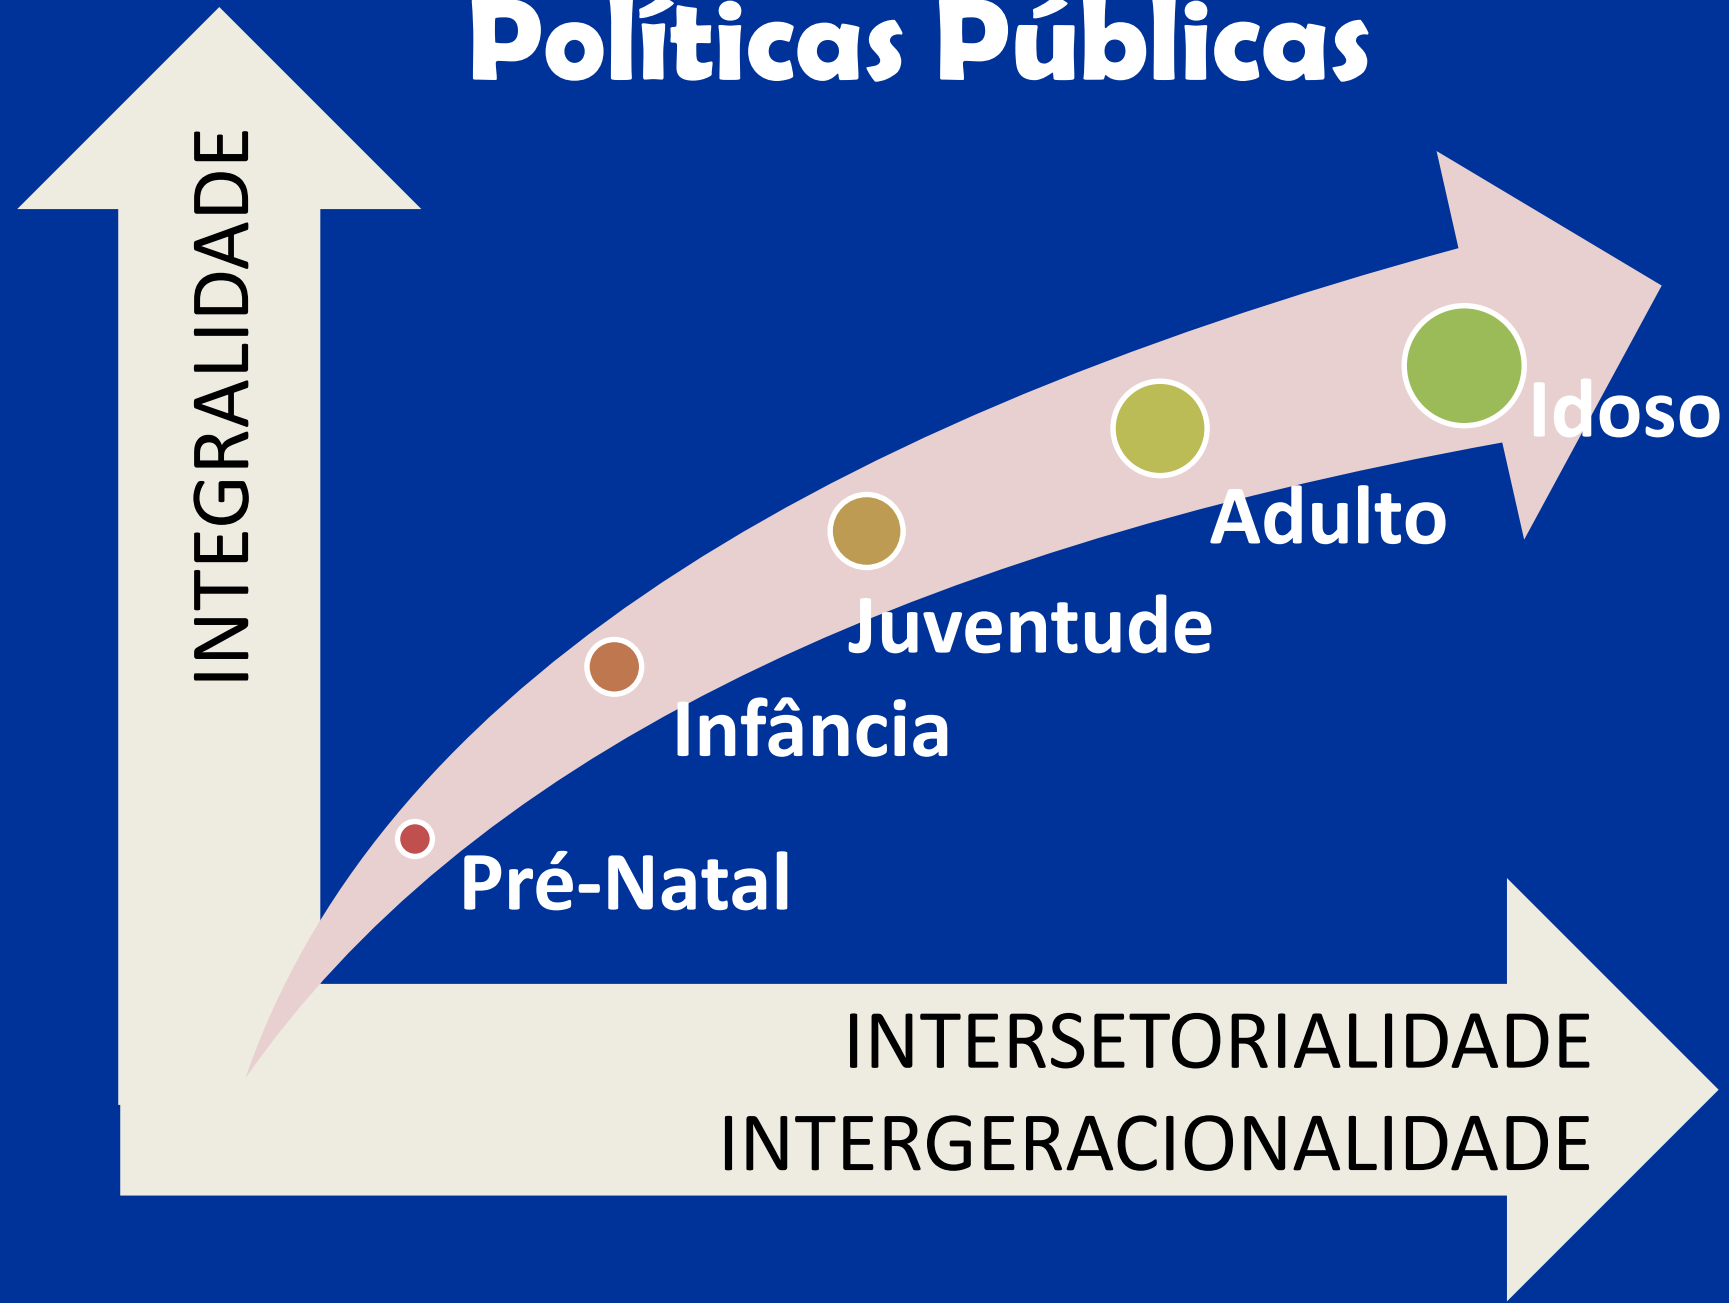 Políticas Públicas
INTEGRALIDADE
Idoso
Adulto
Juventude
Infância
Pré-Natal
INTERSETORIALIDADE
INTERGERACIONALIDADE